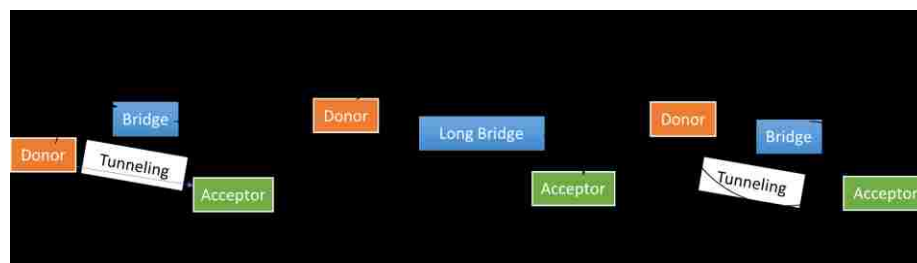 Bridge
Donor
Tunneling
Acceptor
Donor
Long Bridge
Acceptor
Donor
Bridge
Tunneling
Acceptor